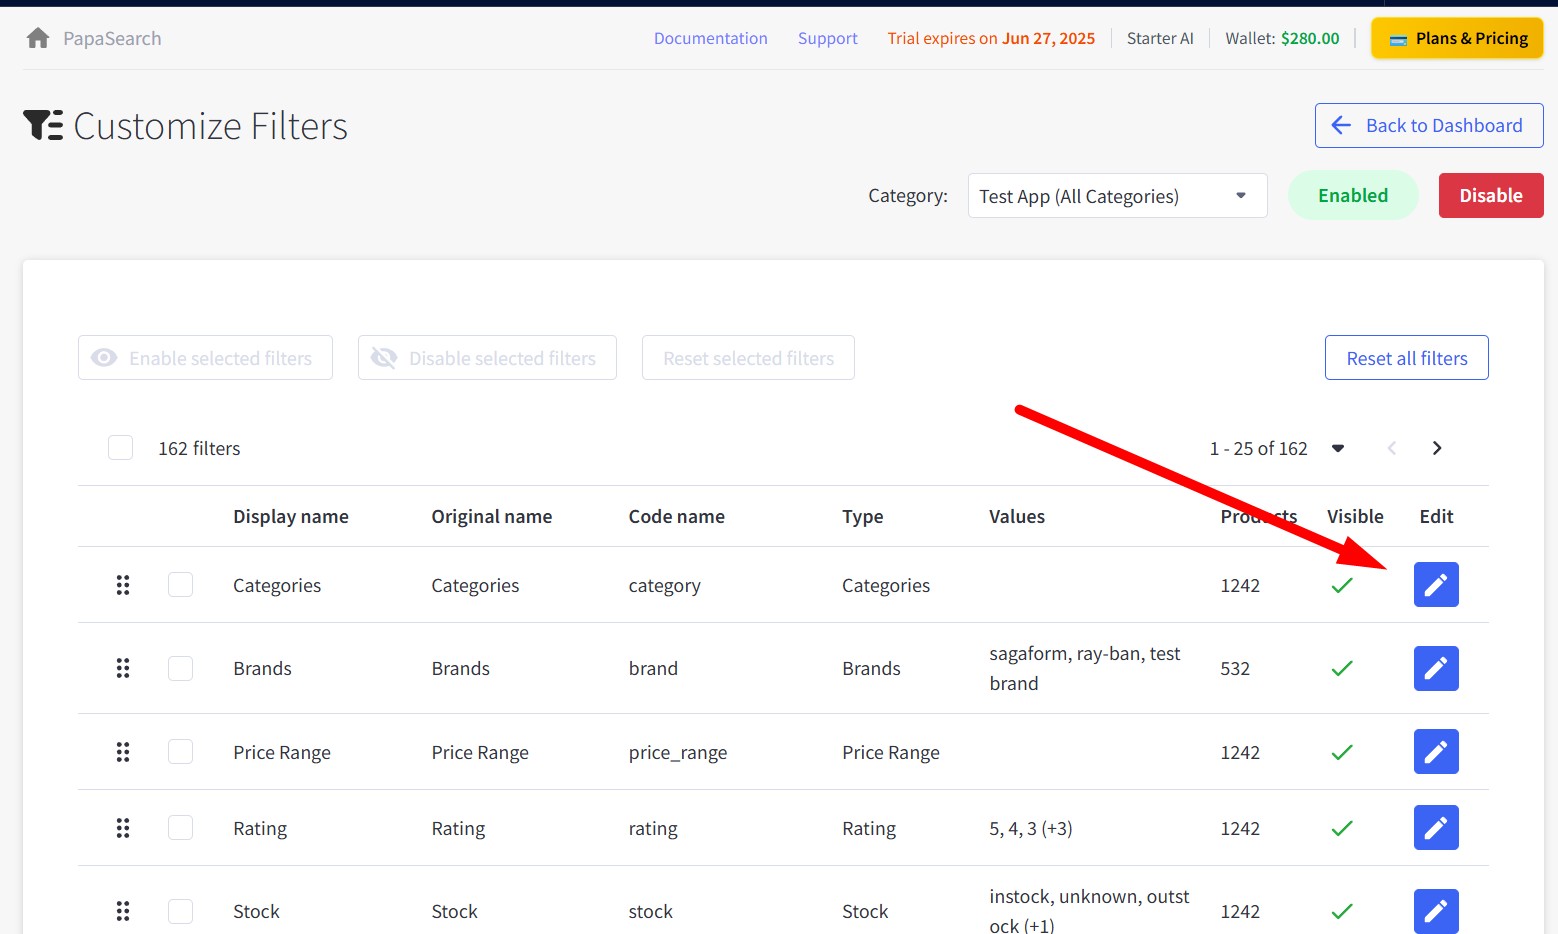 PapaSearch
Documentation Support Trial expires on Jun 27, 2025 Starter AI Wallet: $280.00 Plans & Pricing
Customize Filters
Back to Dashboard
Category: Test App (All Categories) Enabled Disable
Enable selected filters Disable selected filters Reset selected filters Reset all filters
162 filters 1 - 25 of 162
Display name Original name Code name Type Values Products Visible Edit
Categories Categories category Categories 1242
Brands Brands brand Brands sagaform, ray-ban, test 532
brand
Price Range Price Range price_range Price Range 1242
Rating Rating rating Rating 5, 4, 3 (+3) 1242
Stock Stock stock Stock instock, unknown, outst 1242
ock (+1)